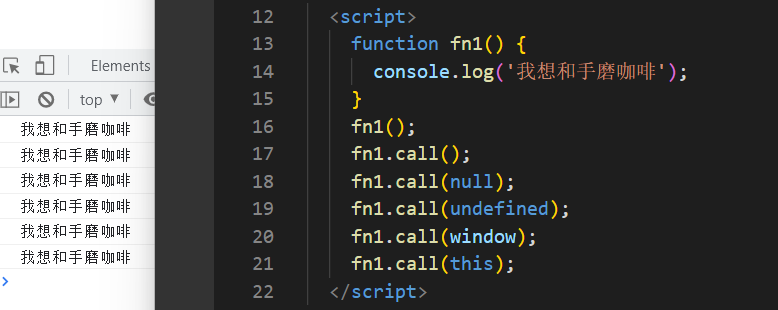 Elements
top ▼
我想和手磨咖啡
我想和手磨咖啡
我想和手磨咖啡
我想和手磨咖啡
我想和手磨咖啡
我想和手磨咖啡
12 <script>
13 function fn1() {
14 console.log('我想和手磨咖啡');
15 }
16 fn1();
17 fn1.call();
18 fn1.call(null);
19 fn1.call(undefined);
20 fn1.call(window);
21 fn1.call(this);
22 </script>